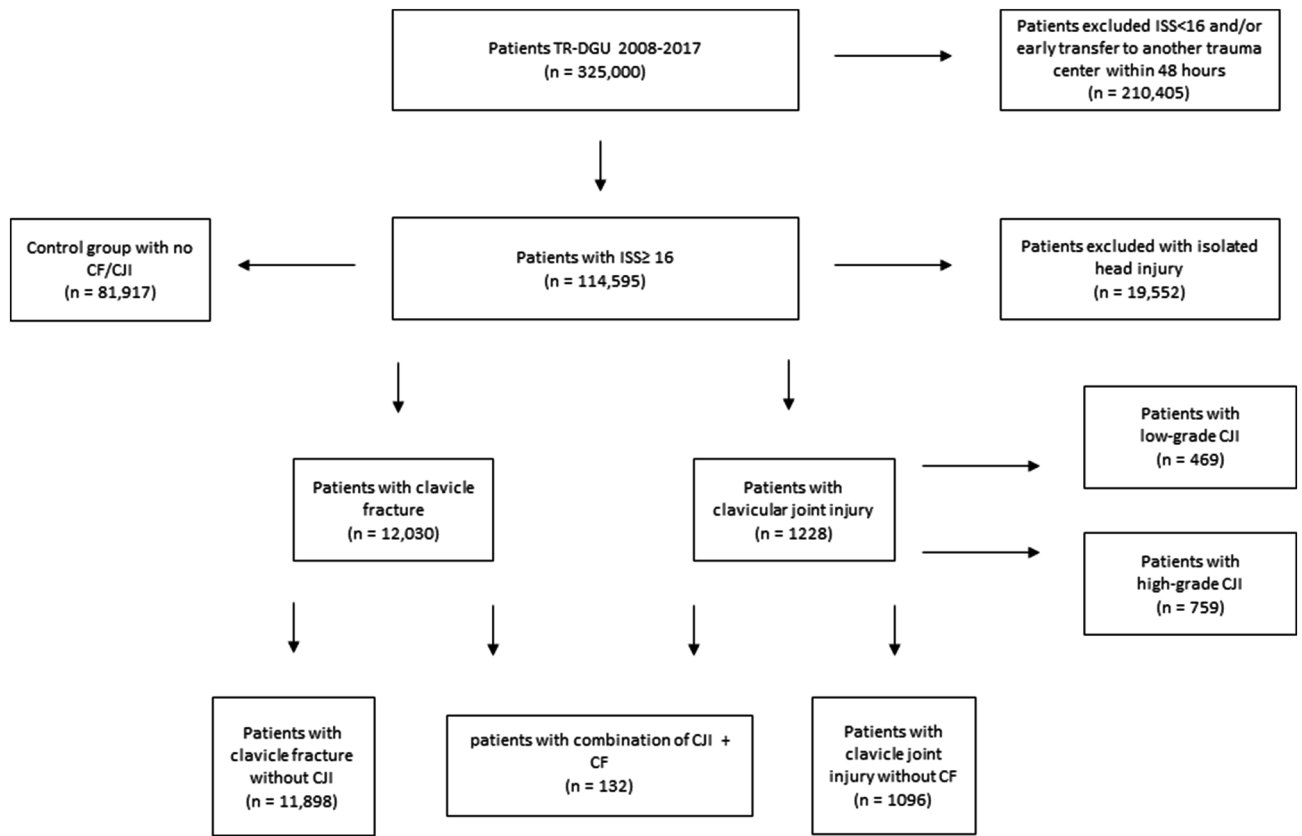 Patients TR-DGU 2008-2017
(n = 325,000)
Patients excluded ISS<16 and/or
early transfer to another trauma
center within 48 hours
(n = 210,405)
Control group with no
CF/CJI
(n = 81,917)
Patients with ISS≥ 16
(n = 114,595)
Patients excluded with isolated
head injury
(n = 19,552)
Patients with
low-grade CJI
(n = 469)
Patients with clavicle
fracture
(n = 12,030)
Patients with
clavicular joint injury
(n = 1228)
Patients with
high-grade CJI
(n = 759)
Patients with
clavicle fracture
without CJI
(n = 11,898)
patients with combination of CJI +
CF
(n = 132)
Patients with
clavicle joint
injury without CF
(n = 1096)